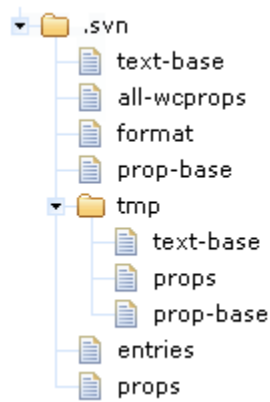 .svn
text-base
all-wcprops
format
prop-base
tmp
text-base
props
prop-base
entries
props